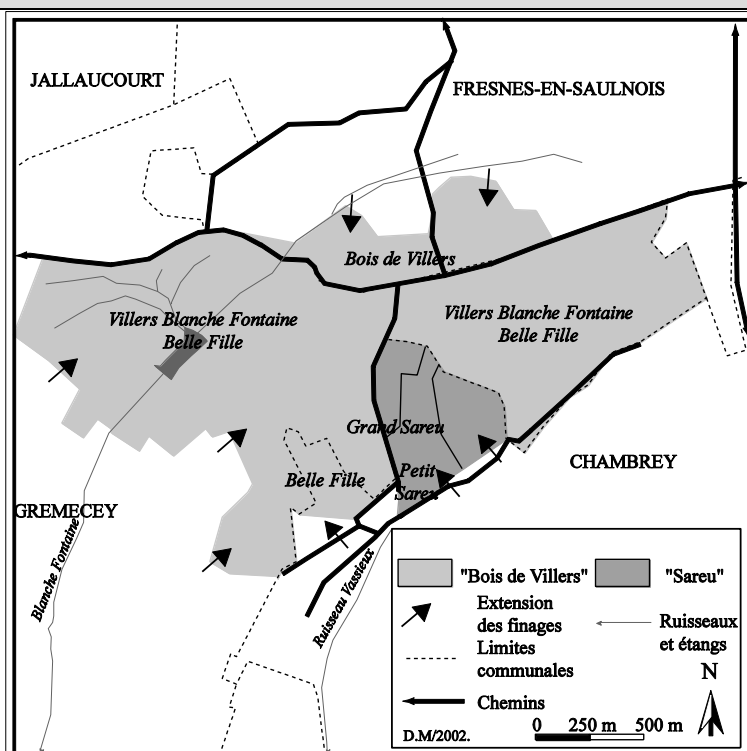 JALLAUCOURT
FRESNES-EN-SAULNOIS
Bois de Villers
Villers Blanche Fontaine
Belle Fille
Villers Blanche Fontaine
Belle Fille
Grand Sareu
Belle Fille
Petit
Sareu
CHAMBREY
GREMECEY
Blanche Fontaine
Ruisseau Vassieux
"Bois de Villers"
"Sareu"
Extension
des finages
Ruisseaux
et étangs
Limites
communales
N
Chemins
D.M/2002.
0 250 m 500 m